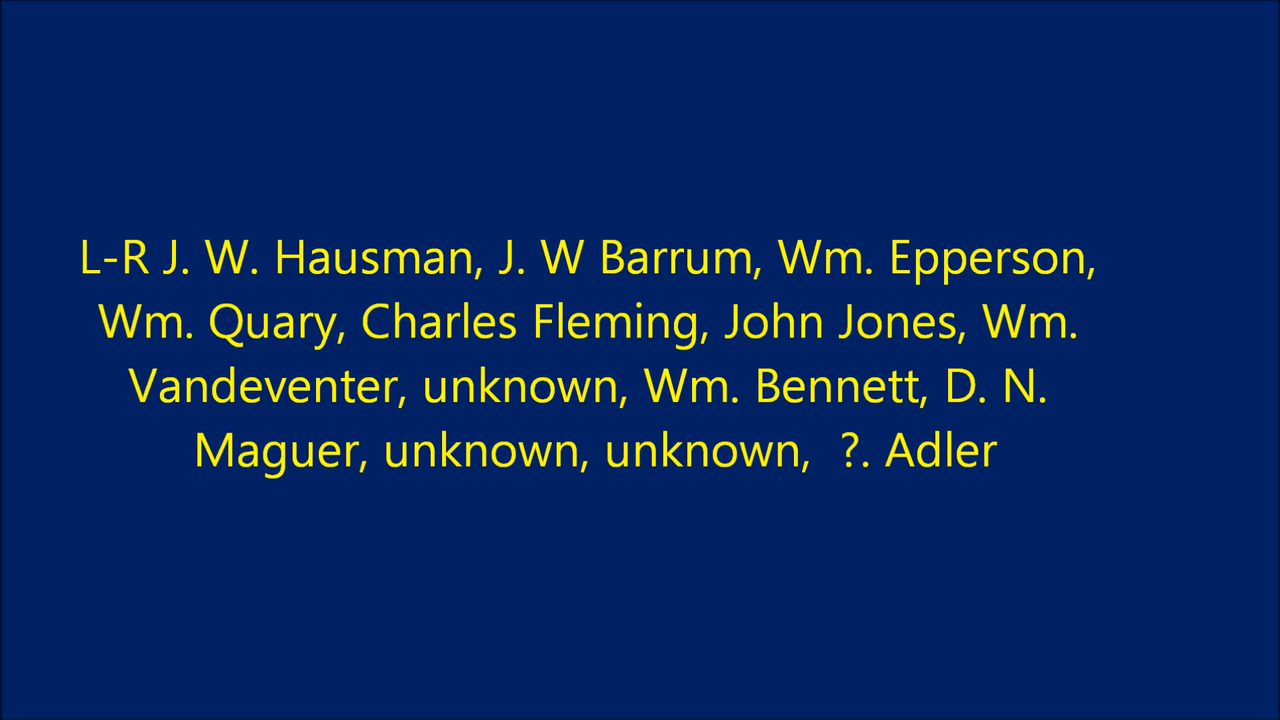 L-R J. W. Hausman, J. W Barrum, Wm. Epperson,
Wm. Quary, Charles Fleming, John Jones, Wm.
Vandeventer, unknown, Wm. Bennett, D. N.
Maguer, unknown, unknown,  ?. Adler